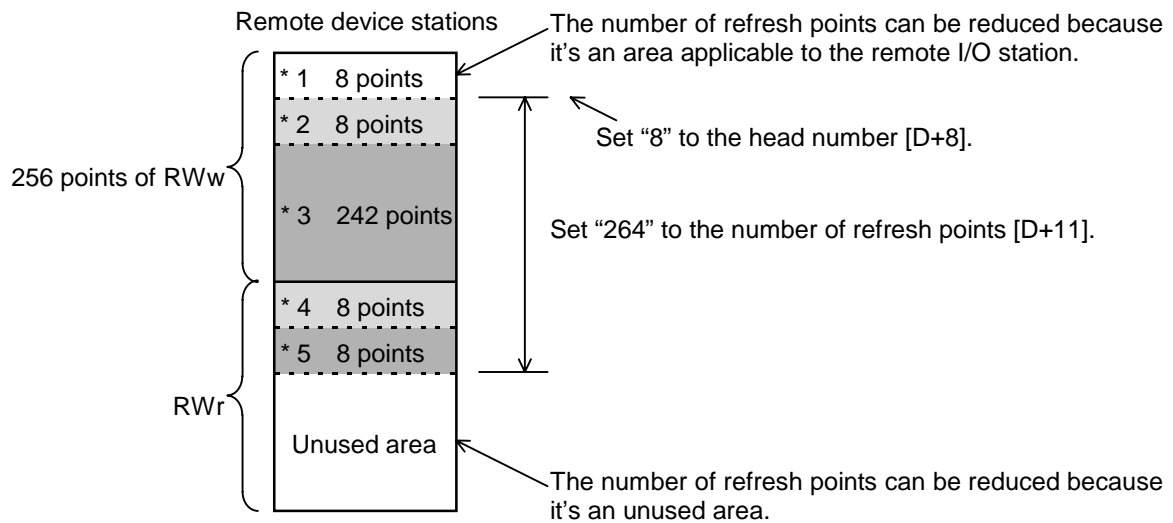 Remote device stations
The number of refresh points can be reduced because
it's an area applicable to the remote I/O station.
* 1 8 points
* 2 8 points
Set “8” to the head number [D+8].
256 points of RWw
* 3 242 points
Set “264” to the number of refresh points [D+11].
* 4 8 points
* 5 8 points
RWr
Unused area
The number of refresh points can be reduced because
it's an unused area.